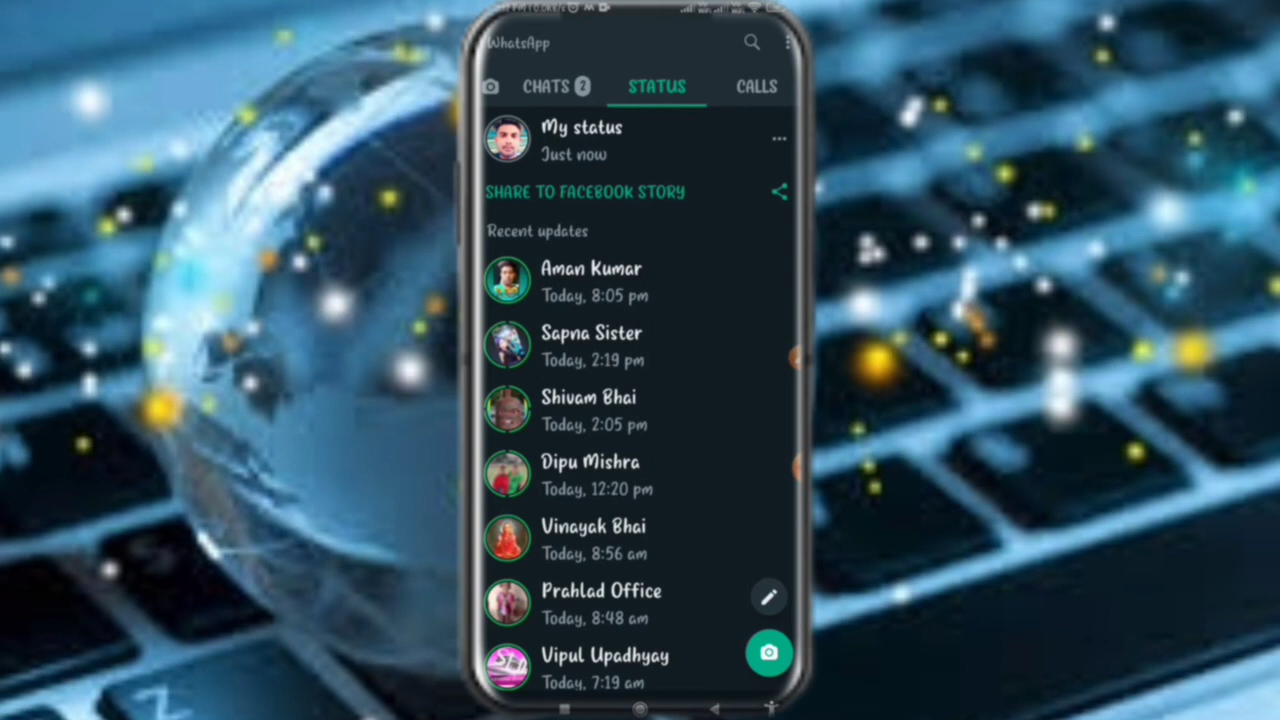 WhatsApp
CHATS 2
STATUS
CALLS
My status
Just now
SHARE TO FACEBOOK STORY
Recent updates
Aman Kumar
Today, 8:05 pm
Sapna Sister
Today, 2:19 pm
Shivam Bhai
Today, 2:05 pm
Dipu Mishra
Today, 12:20 pm
Vinayak Bhai
Today, 8:56 am
Prahlad Office
Today, 8:48 am
Vipul Upadhyay
Today, 7:19 am
Z